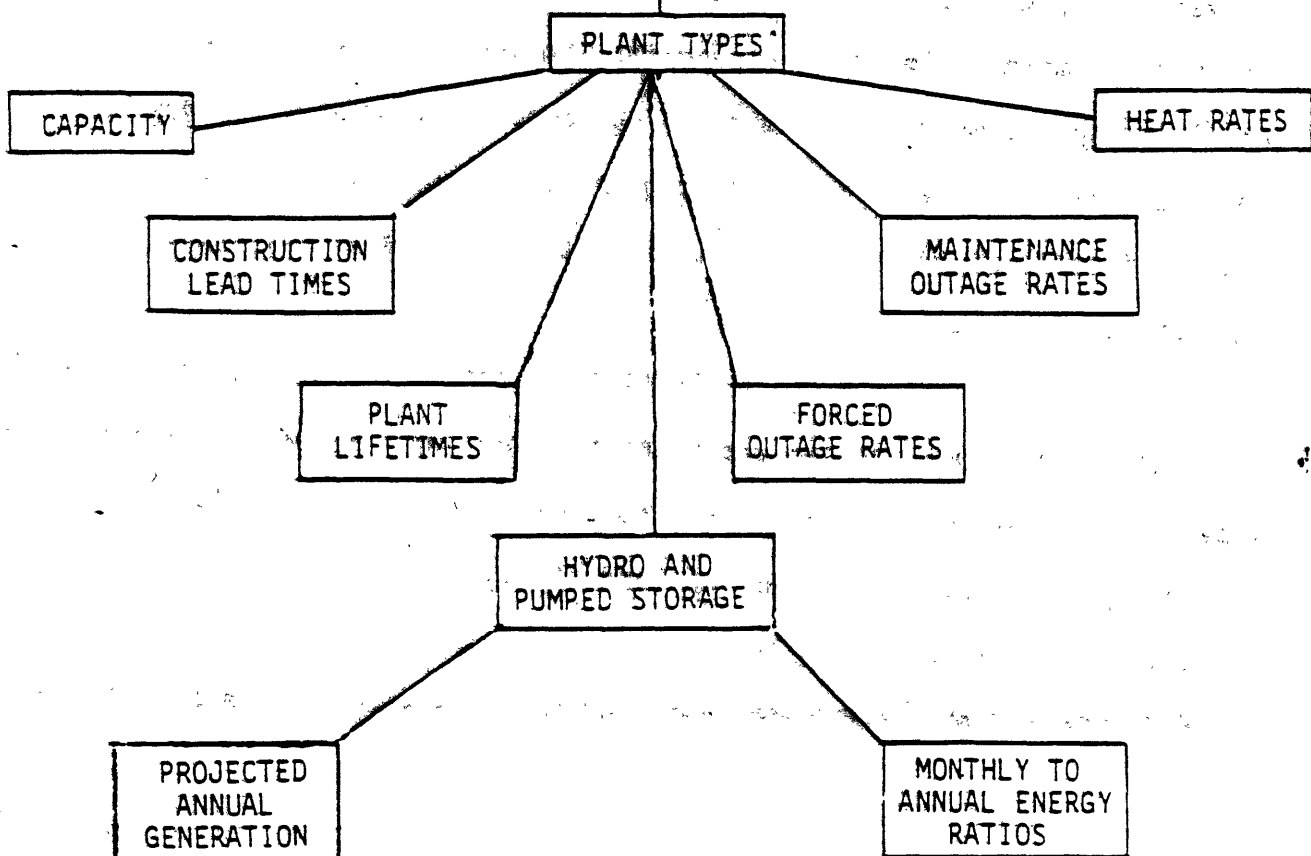 PLANT TYPES
CAPACITY
HEAT RATES
CONSTRUCTION
LEAD TIMES
MAINTENANCE
OUTAGE RATES
PLANT
LIFETIMES
FORCED
OUTAGE RATES
HYDRO AND
PUMPED STORAGE
PROJECTED
ANNUAL
GENERATION
MONTHLY TO
ANNUAL ENERGY
RATIOS